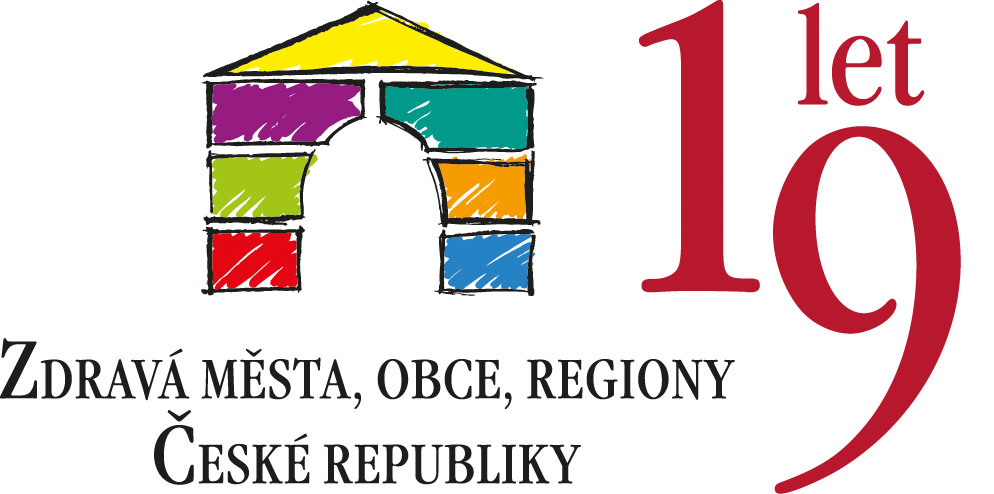 19 let
Zdravá města, obce, regiony
České republiky